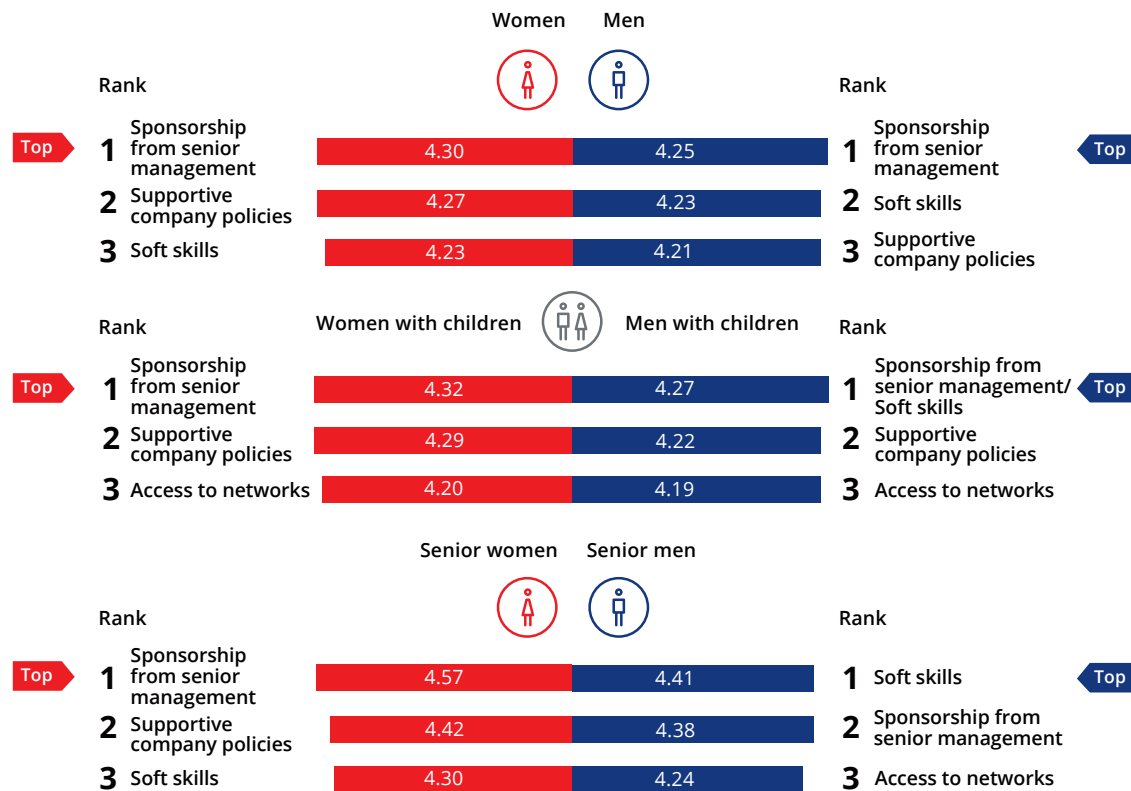 Women Men
Rank Rank
Top 1 Sponsorship
from senior
management 4.30 4.25 1 Sponsorship
from senior
management Top
2 Supportive
company policies 4.27 4.23 2 Soft skills
3 Soft skills 4.23 4.21 3 Supportive
company policies
Rank Women with children Men with children Rank
Top 1 Sponsorship
from senior
management 4.32 4.27 1 Sponsorship from
senior management/
Soft skills Top
2 Supportive
company policies 4.29 4.22 2 Supportive
company policies
3 Access to networks 4.20 4.19 3 Access to networks
Senior women Senior men
Rank Rank
Top 1 Sponsorship
from senior
management 4.57 4.41 1 Soft skills Top
2 Supportive
company policies 4.42 4.38 2 Sponsorship from
senior management
3 Soft skills 4.30 4.24 3 Access to networks